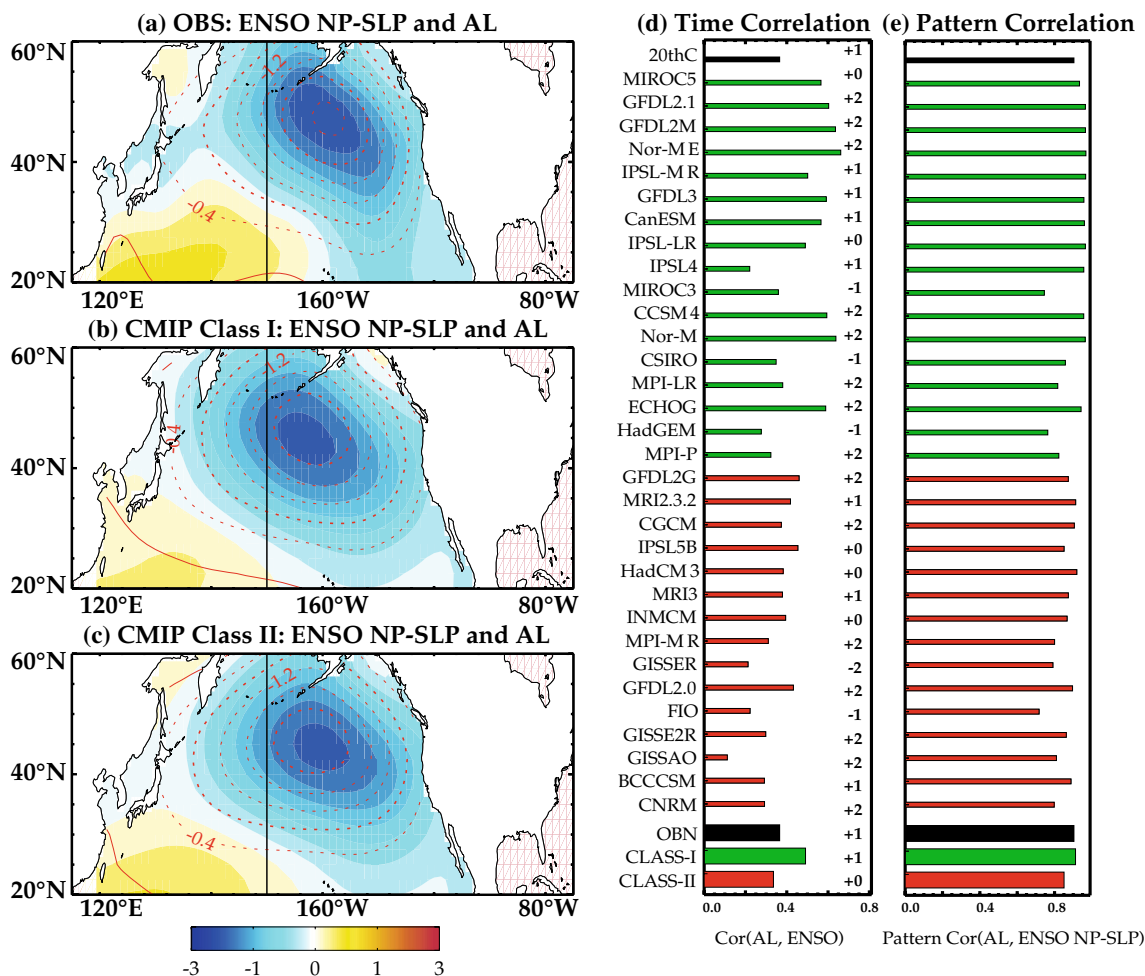 (a) OBS: ENSO NP-SLP and AL
60°N
40°N
20°N
-1.2
-0.4
120°E 160°W 80°W
(b) CMIP Class I: ENSO NP-SLP and AL
60°N
40°N
20°N
-1.2
-0.4
120°E 160°W 80°W
(c) CMIP Class II: ENSO NP-SLP and AL
60°N
40°N
20°N
-1.2
-0.4
120°E 160°W 80°W
-3 -1 0 1 3
(d) Time Correlation
20thC +1
MIROC5 +0
GFDL2.1 +2
GFDL2M +2
Nor-ME +2
IPSL-MR +1
GFDL3 +1
CanESM +1
IPSL-LR +0
IPSL4 +1
MIROC3 -1
CCSM4 +2
Nor-M +2
CSIRO -1
MPI-LR +2
ECHOG +2
HadGEM -1
MPI-P +2
GFDL2G +2
MRI2.3.2 +1
CGCM +2
IPSL5B +0
HadCM3 +0
MRI3 +1
INMCM +0
MPI-MR +2
GISSER -2
GFDL2.0 +2
FIO -1
GISSE2R +2
GISSAO +2
BCCCSM +1
CNRM +2
OBN +1
CLASS-I +1
CLASS-II +0
0.0 0.4 0.8
Cor(AL, ENSO)
(e) Pattern Correlation
0.0 0.4 0.8
Pattern Cor(AL, ENSO NP-SLP)